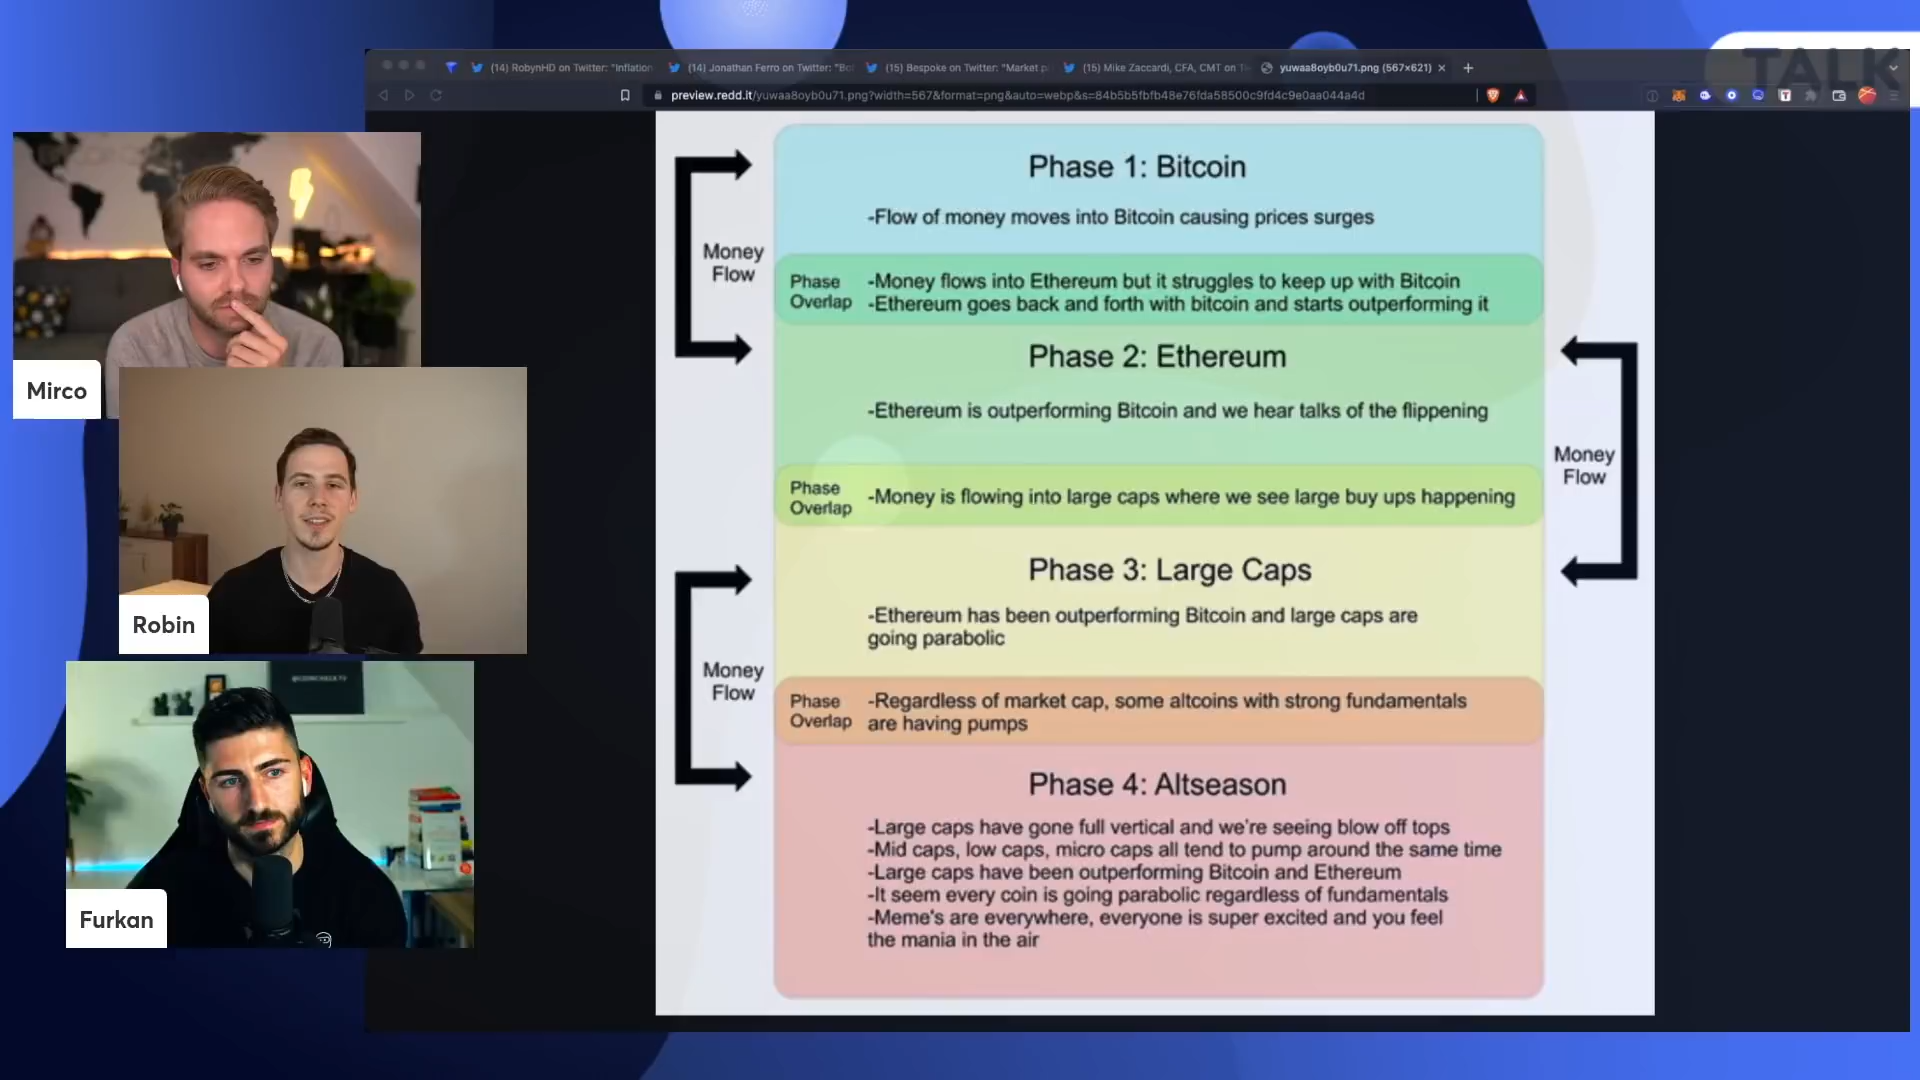 TALK
(14) RobynHD on Twitter: "Inflation
(14) Jonathan Ferro on Twitter: "Bo
(15) Bespoke on Twitter: "Market p
(15) Mike Zaccardi, CFA, CMT on T
yuwaa8oyb0u71.png (567×621)
preview.redd.it/yuwaa8oyb0u71.png?width=567&format=png&auto=webp&s=84b5b5fbfb48e76fda58500c9fd4c9e0aa044a4d
Phase 1: Bitcoin
-Flow of money moves into Bitcoin causing prices surges
Money
Flow
Phase
Overlap
-Money flows into Ethereum but it struggles to keep up with Bitcoin
-Ethereum goes back and forth with bitcoin and starts outperforming it
Phase 2: Ethereum
-Ethereum is outperforming Bitcoin and we hear talks of the flippening
Money
Flow
Phase
Overlap
-Money is flowing into large caps where we see large buy ups happening
Phase 3: Large Caps
-Ethereum has been outperforming Bitcoin and large caps are
going parabolic
Money
Flow
Phase
Overlap
-Regardless of market cap, some altcoins with strong fundamentals
are having pumps
Phase 4: Altseason
-Large caps have gone full vertical and we're seeing blow off tops
-Mid caps, low caps, micro caps all tend to pump around the same time
-Large caps have been outperforming Bitcoin and Ethereum
-It seem every coin is going parabolic regardless of fundamentals
-Meme's are everywhere, everyone is super excited and you feel
the mania in the air
Mirco
Robin
Furkan